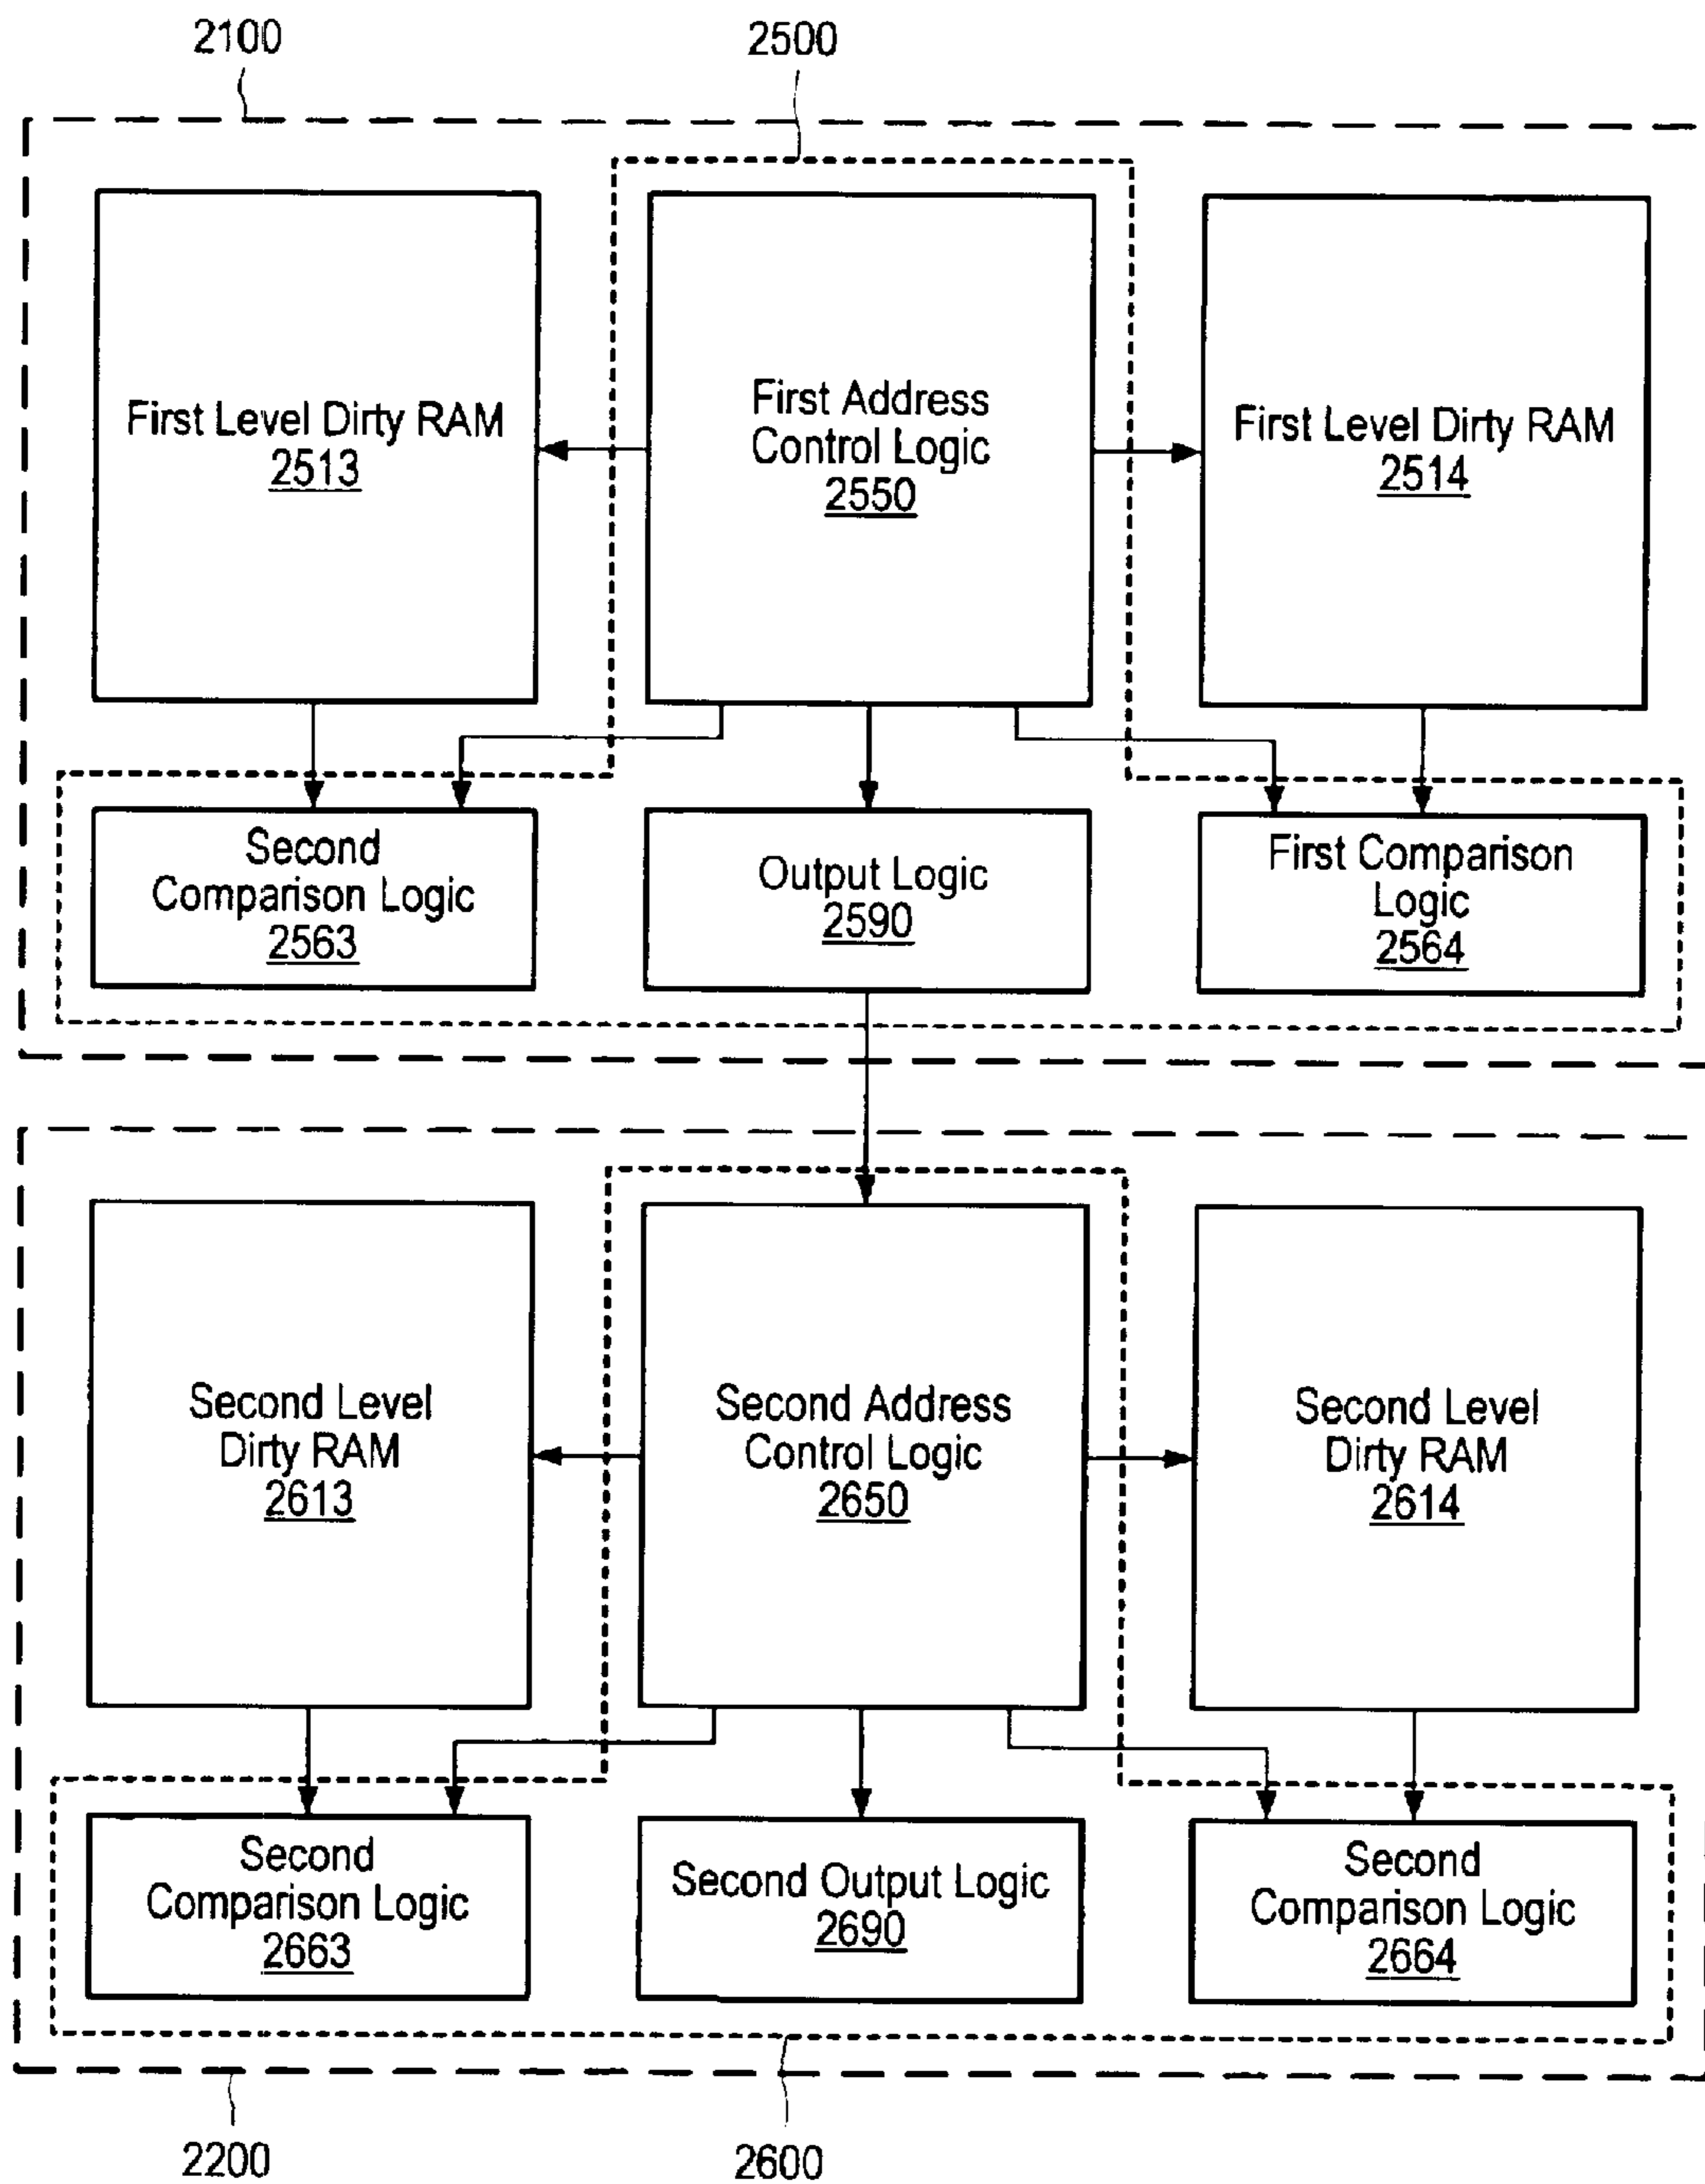 2100
2500
First Level Dirty RAM
2513
First Address
Control Logic
2550
First Level Dirty RAM
2514
Second
Comparison Logic
2563
Output Logic
2590
First Comparison
Logic
2564
Second Level
Dirty RAM
2613
Second Address
Control Logic
2650
Second Level
Dirty RAM
2614
Second
Comparison Logic
2663
Second Output Logic
2690
Second
Comparison Logic
2664
2200
2600